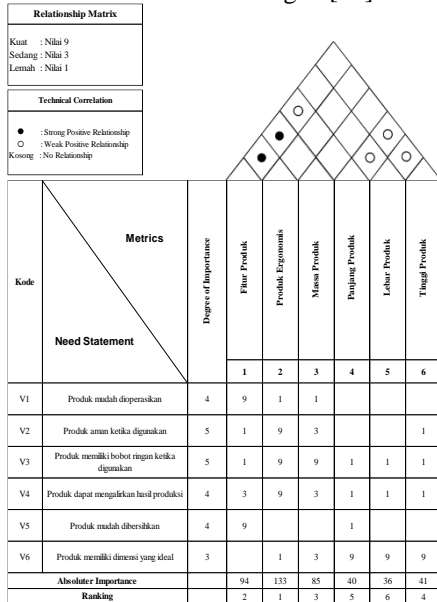 Relationship Matrix
Kuat : Nilai 9
Sedang : Nilai 3
Lemah : Nilai 1
Technical Correlation
● : Strong Positive Relationship
○ : Weak Positive Relationship
Kosong : No Relationship
Kode
Metrics
Need Statement
Degree of Importance
Fitur Produk
Produk Ergonomis
Massa Produk
Panjang Produk
Lebar Produk
Tinggi Produk
1 2 3 4 5 6
V1 Produk mudah dioperasikan 4 9 1 1
V2 Produk aman ketika digunakan 5 1 9 3 1
V3 Produk memiliki bobot ringan ketika
digunakan 5 1 9 9 1 1 1
V4 Produk dapat mengalirkan hasil produksi 4 3 9 3 1 1 1
V5 Produk mudah dibersihkan 4 9 1
V6 Produk memiliki dimensi yang ideal 3 1 3 9 9 9
Absoluter Importance 94 133 85 40 36 41
Ranking 2 1 3 5 6 4